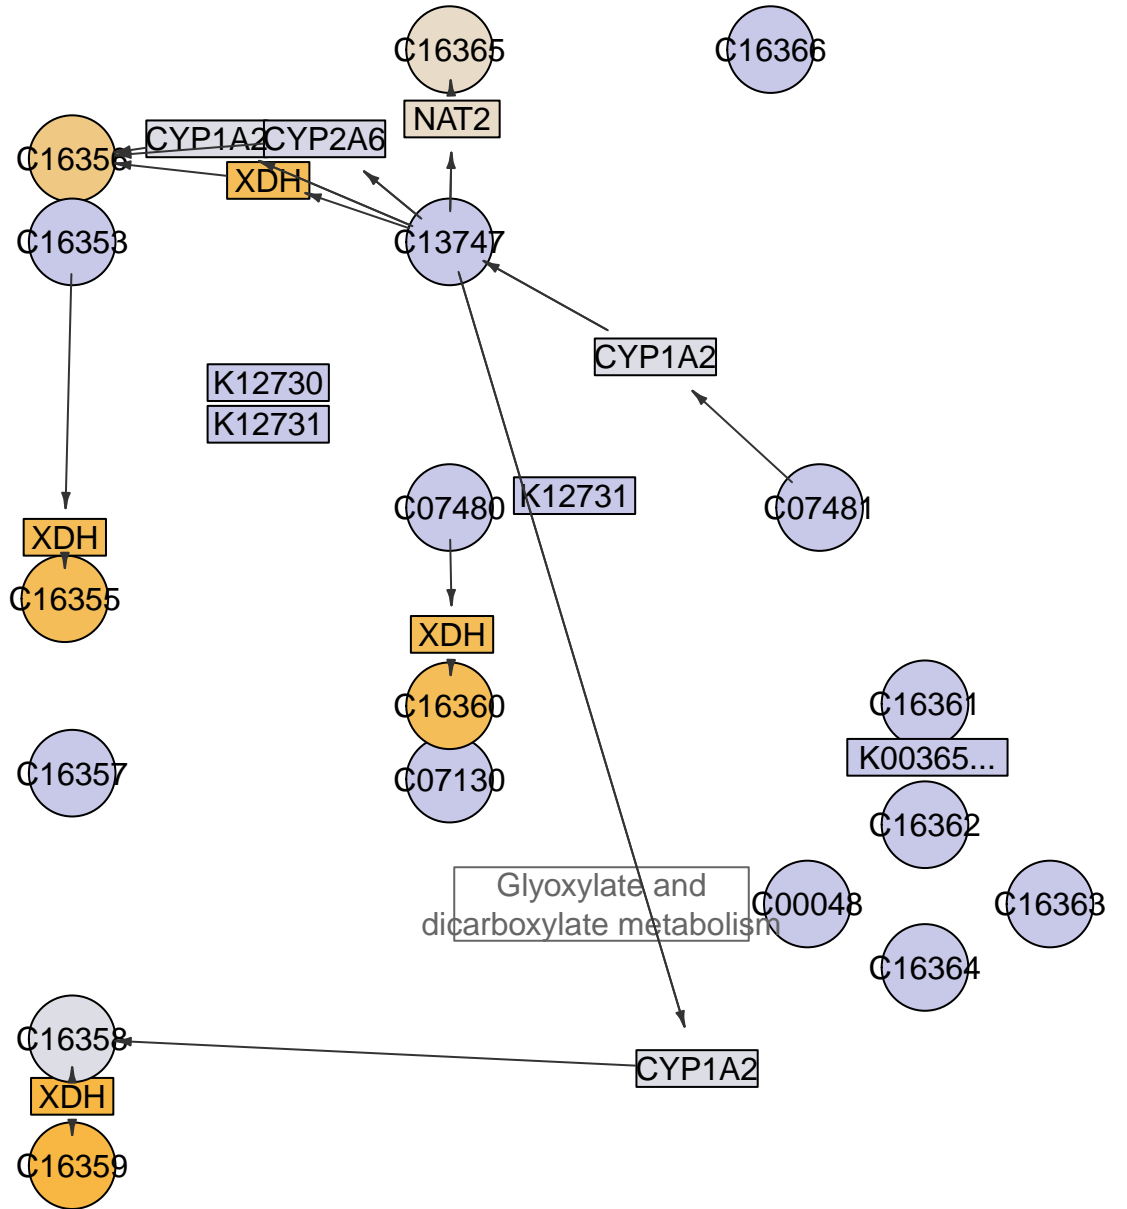 C16365
C16366
NAT2
CYP1A2
CYP2A6
C16356
XDH
C16353
C13747
CYP1A2
K12730
K12731
K12731
C07480
C07481
XDH
C16355
XDH
C16360
C16361
K00365...
C16357
C07130
C16362
Glyoxylate and
dicarboxylate metabolism
C00048
C16363
C16364
C16358
CYP1A2
XDH
C16359